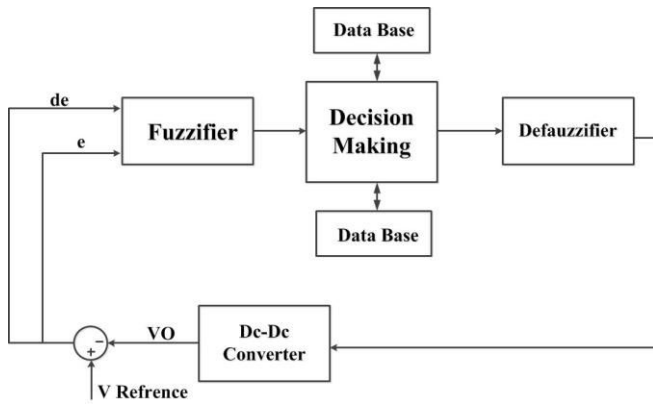 Data Base
de
Fuzzifier
Decision
Making
Defauzzifier
e
Data Base
VO
Dc-Dc
Converter
−
+
V Refrence